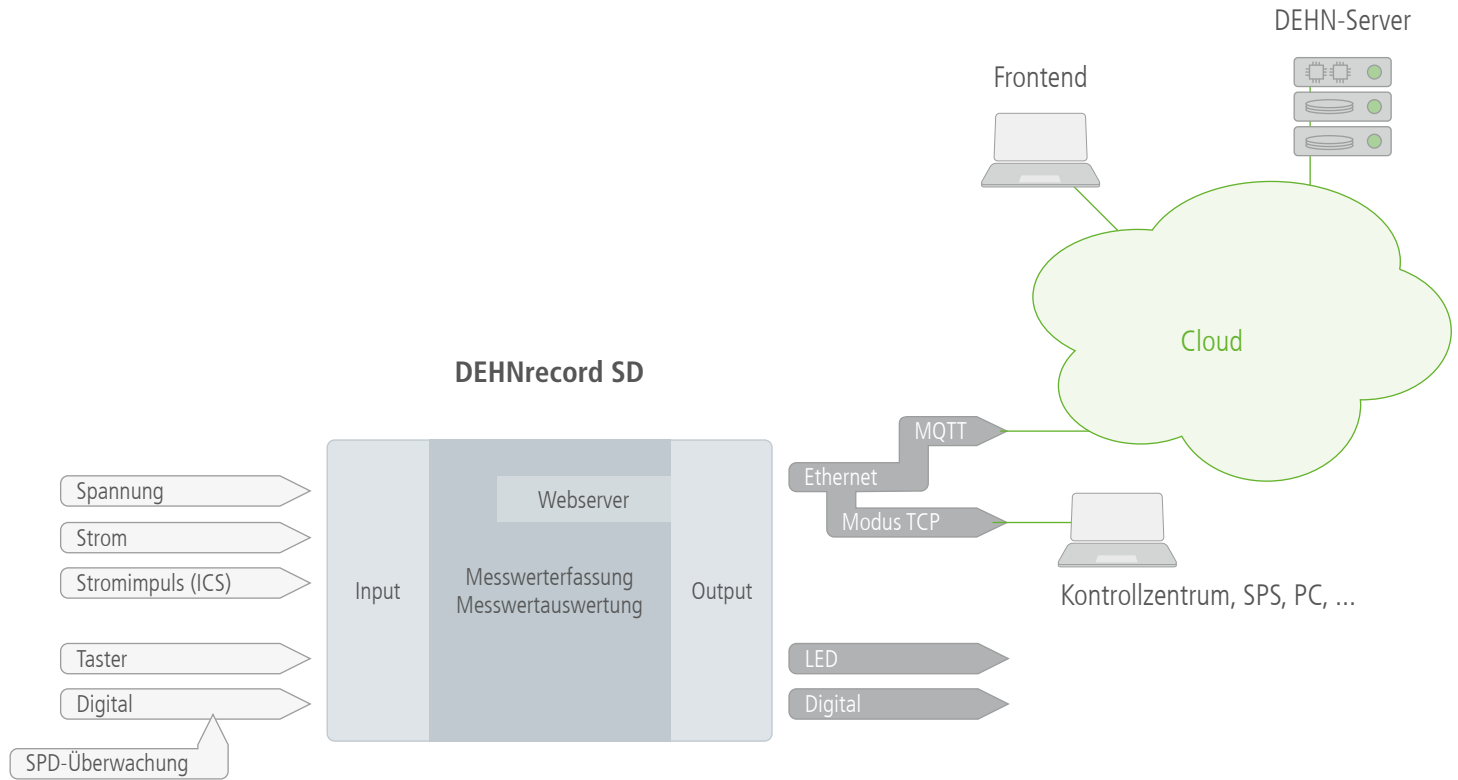 DEHN-Server
Frontend
Cloud
DEHNrecord SD
MQTT
Ethernet
Modus TCP
Kontrollzentrum, SPS, PC, ...
Spannung
Strom
Stromimpuls (ICS)
Taster
Digital
SPD-Überwachung
Input
Webserver
Messwerterfassung
Messwertauswertung
Output
LED
Digital